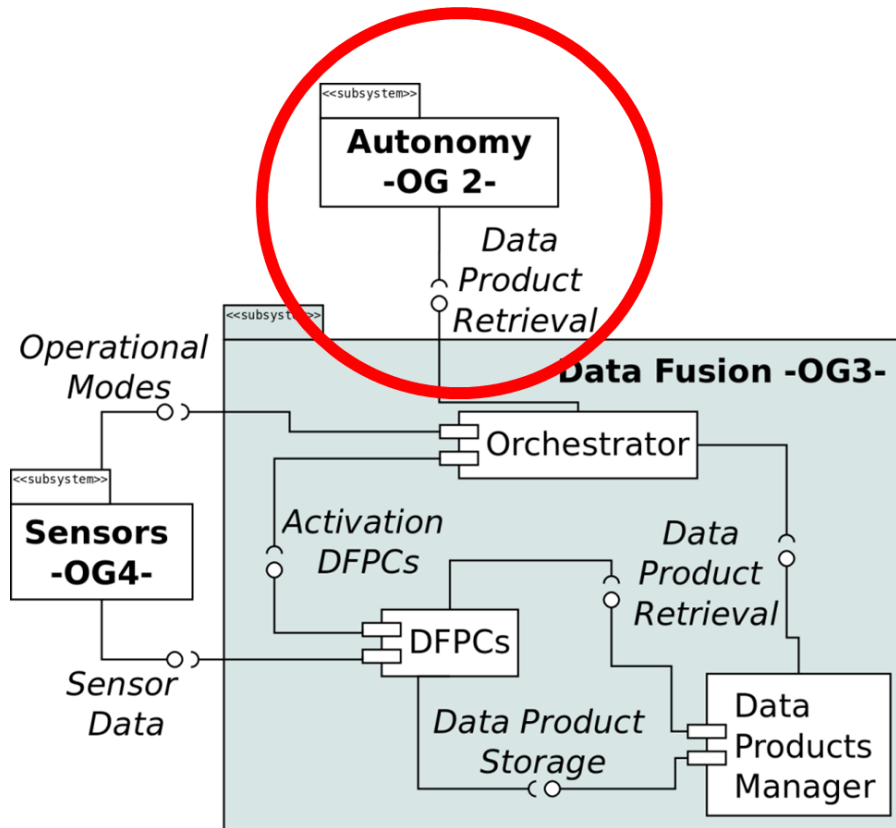 <<subsystem>>
Autonomy
-OG 2-
Data
Product
Retrieval
<<subsystem>>
Operational
Modes
Data Fusion -OG3-
Orchestrator
<<subsystem>>
Sensors
-OG4-
Activation
DFPCs
Data
Product
Retrieval
DFPCs
Sensor
Data
Data Product
Storage
Data
Products
Manager